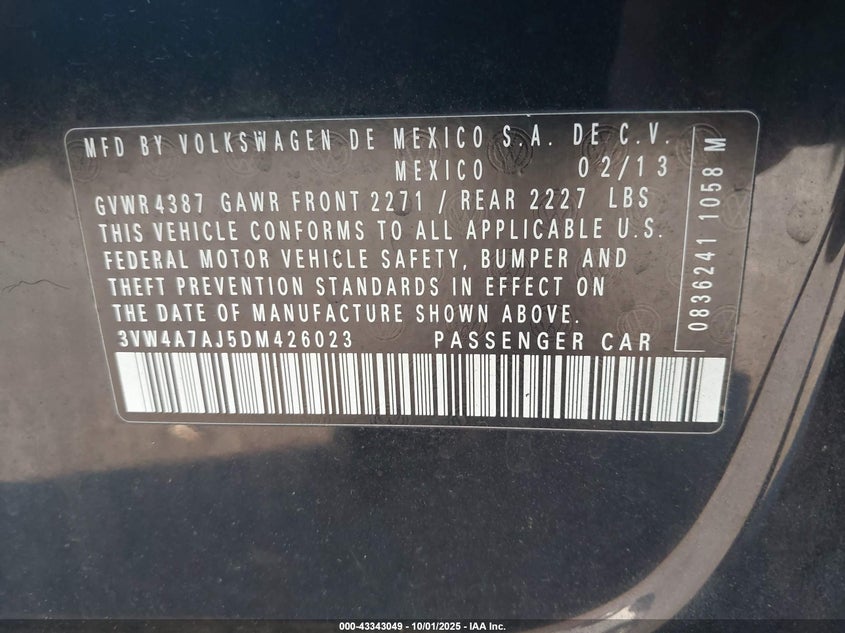 MFD BY VOLKSWAGEN DE MEXICO S.A. DE C.V.
MEXICO 02/13
GVWR 4387 GAWR FRONT 2271 / REAR 2227 LBS
THIS VEHICLE CONFORMS TO ALL APPLICABLE U.S.
FEDERAL MOTOR VEHICLE SAFETY, BUMPER AND
THEFT PREVENTION STANDARDS IN EFFECT ON
THE DATE OF MANUFACTURE SHOWN ABOVE.
3VW4A7AJ5DM426023 PASSENGER CAR
0836241 1058 M
000-43343049 - 10/01/2025 - IAA Inc.